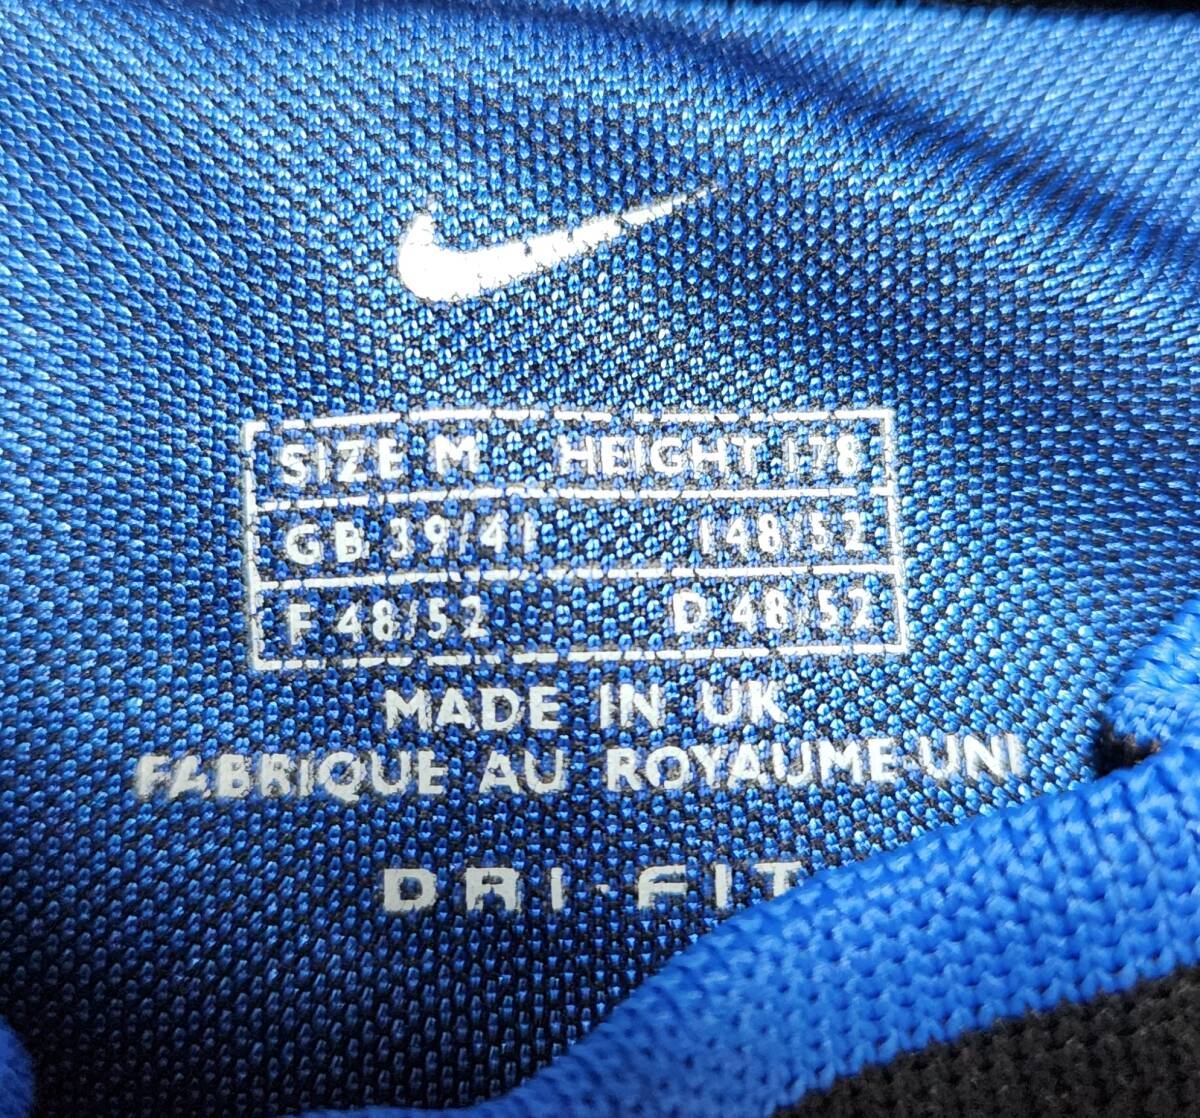 SIZE M HEIGHT 178
GB 39/41 I 48/52
F 48/52 D 48/52
MADE IN UK
FABRIQUE AU ROYAUME-UNI
DRI·FIT